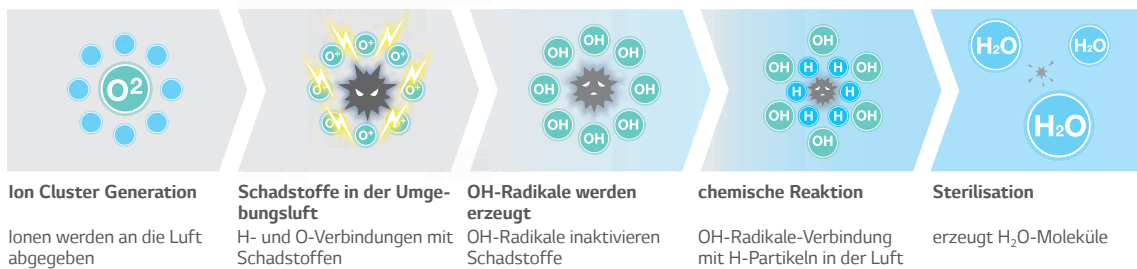 O²
O⁺ O⁺ O⁺ O⁺ O⁺ O⁺ O⁺ O⁺
OH OH OH OH OH OH OH OH
OH OH OH OH OH OH
H H H H H H
H₂O H₂O
H₂O
Ion Cluster Generation
Ionen werden an die Luft
abgegeben
Schadstoffe in der Umge-
bungsluft
H- und O-Verbindungen mit
Schadstoffen
OH-Radikale werden
erzeugt
OH-Radikale inaktivieren
Schadstoffe
chemische Reaktion
OH-Radikale-Verbindung
mit H-Partikeln in der Luft
Sterilisation
erzeugt H₂O-Moleküle